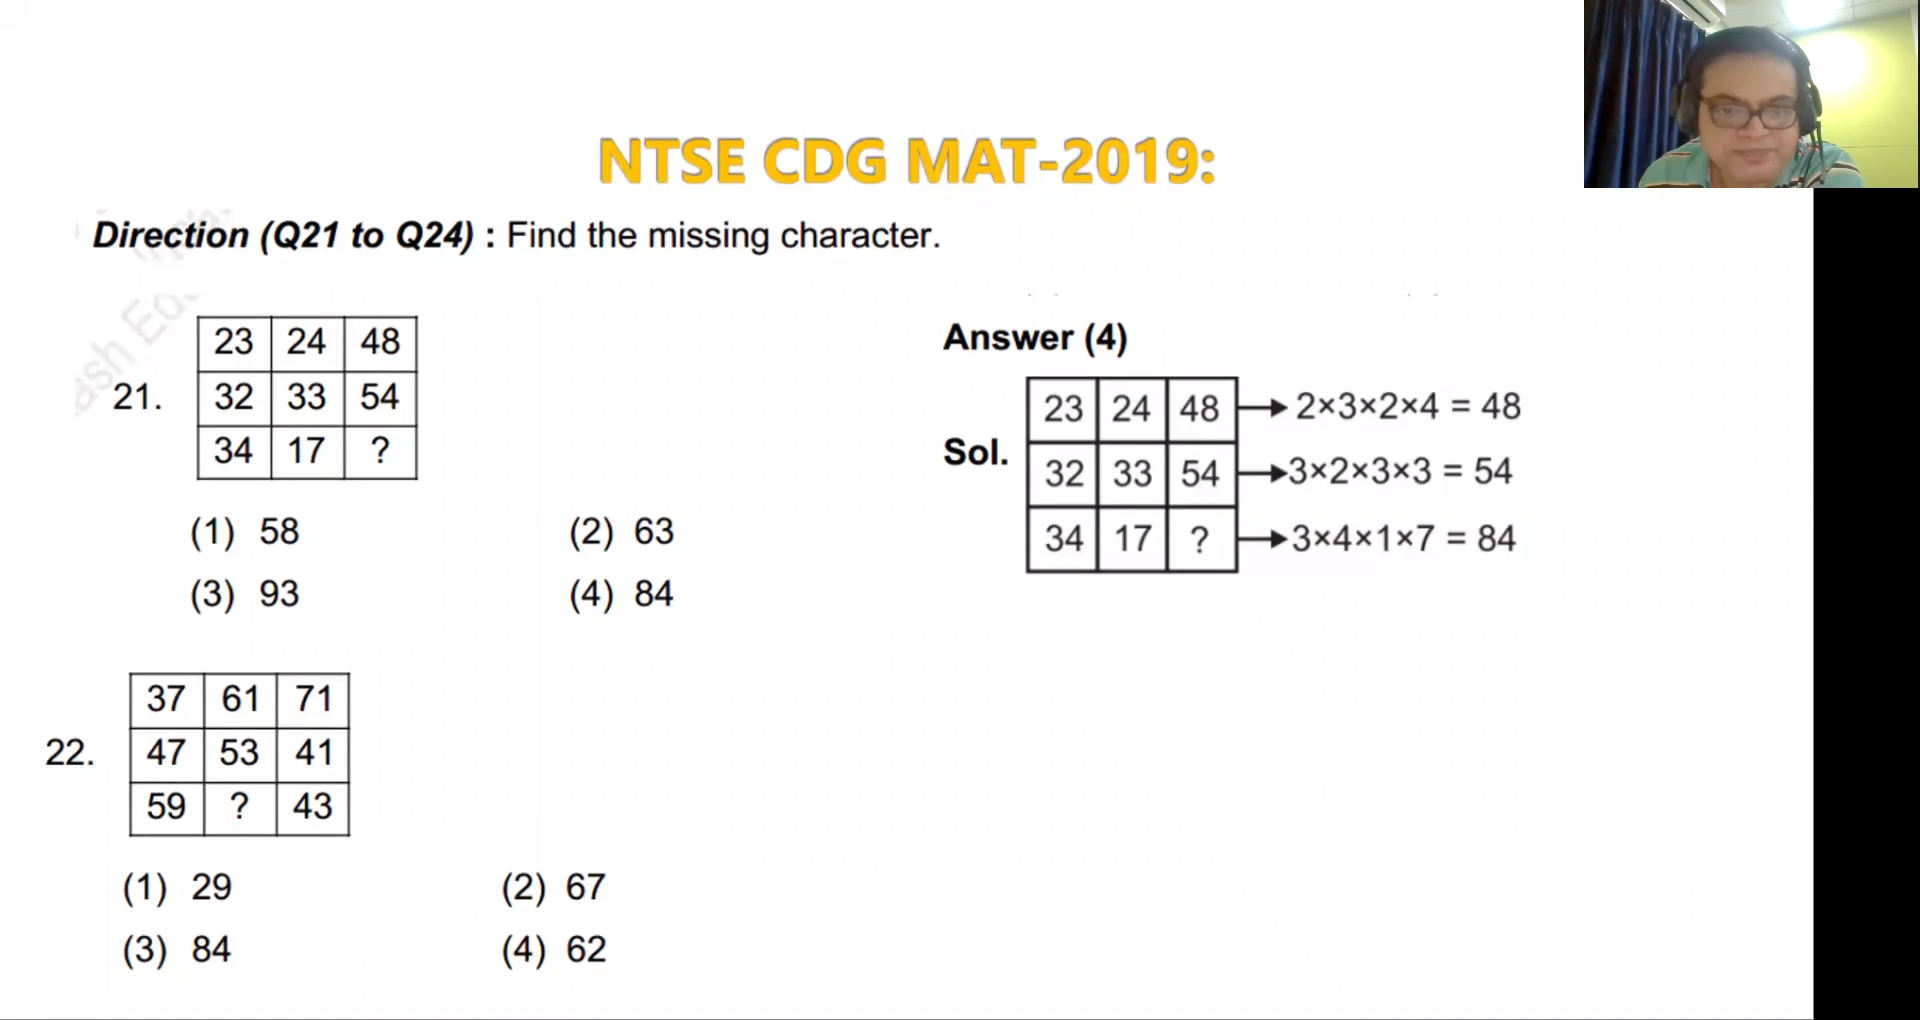 NTSE CDG MAT-2019:
Direction (Q21 to Q24) : Find the missing character.
21.
23 24 48
32 33 54
34 17 ?
(1) 58 (2) 63
(3) 93 (4) 84
Answer (4)
Sol.
23 24 48 → 2×3×2×4 = 48
32 33 54 → 3×2×3×3 = 54
34 17 ? → 3×4×1×7 = 84
22.
37 61 71
47 53 41
59 ? 43
(1) 29 (2) 67
(3) 84 (4) 62